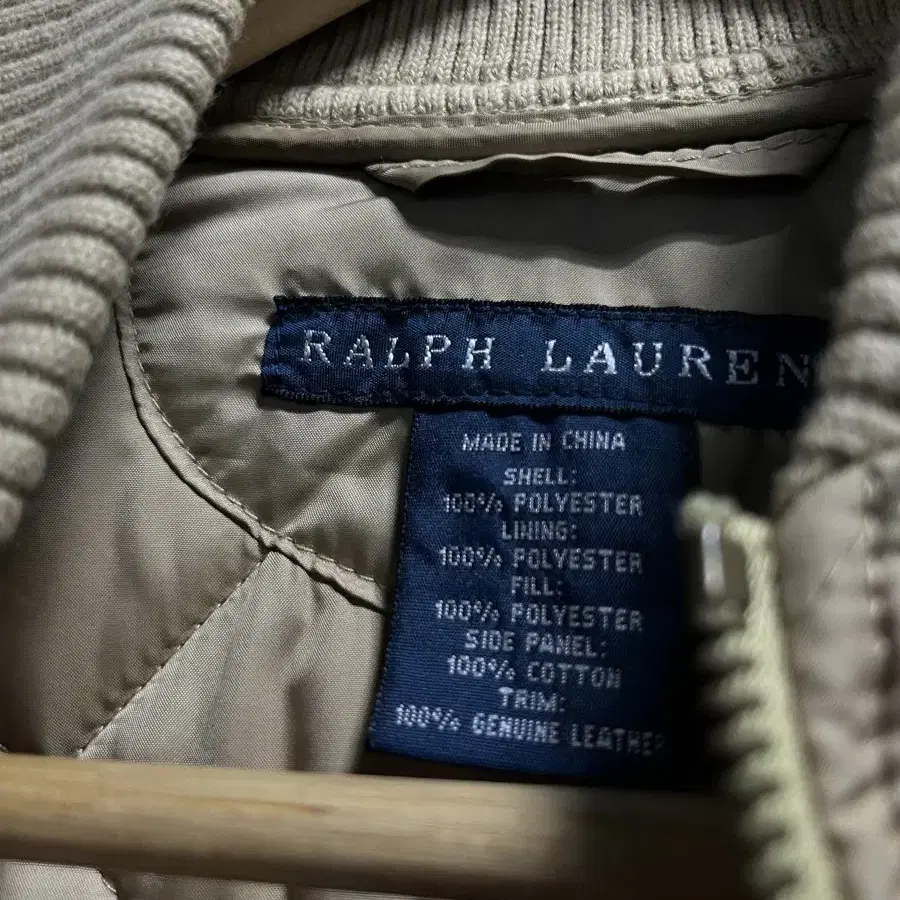 RALPH LAUREN
MADE IN CHINA
SHELL:
100% POLYESTER
LINING:
100% POLYESTER
FILL:
100% POLYESTER
SIDE PANEL:
100% COTTON
TRIM:
100% GENUINE LEATHER